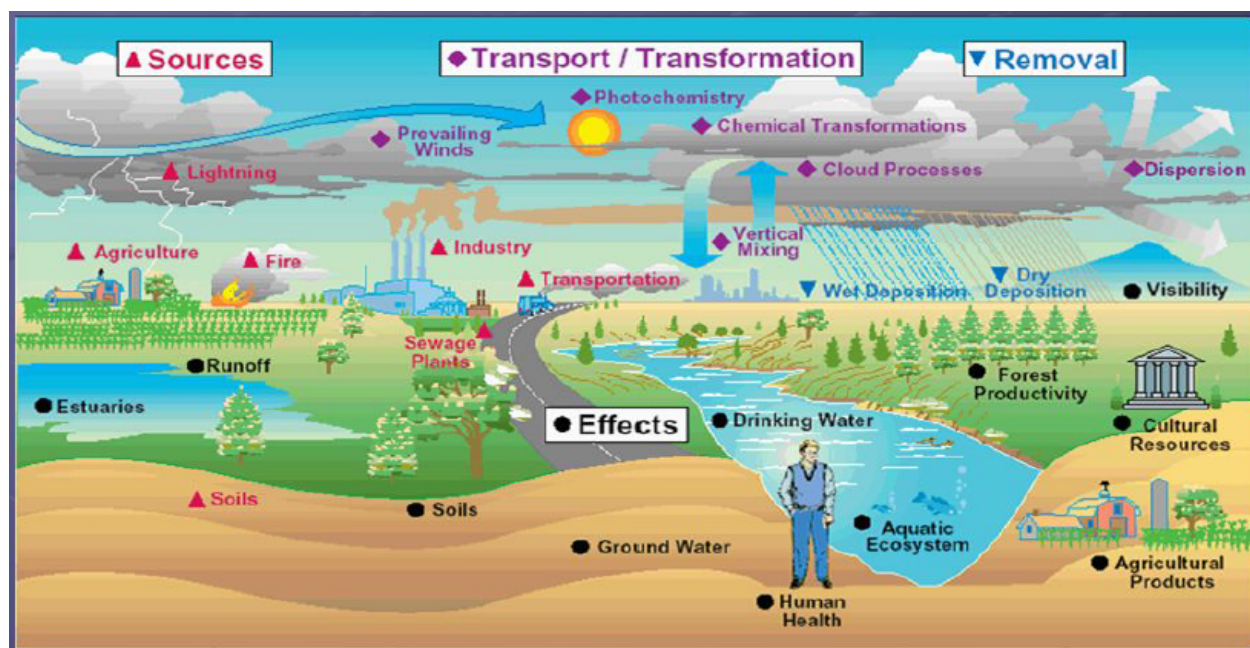 Sources
Transport / Transformation
Removal
Photochemistry
Prevailing
Winds
Chemical Transformations
Lightning
Cloud Processes
Dispersion
Agriculture
Fire
Industry
Vertical
Mixing
Transportation
Wet Deposition
Dry
Deposition
Visibility
Sewage
Plants
Runoff
Forest
Productivity
Estuaries
Effects
Drinking Water
Cultural
Resources
Soils
Soils
Aquatic
Ecosystem
Ground Water
Agricultural
Products
Human
Health